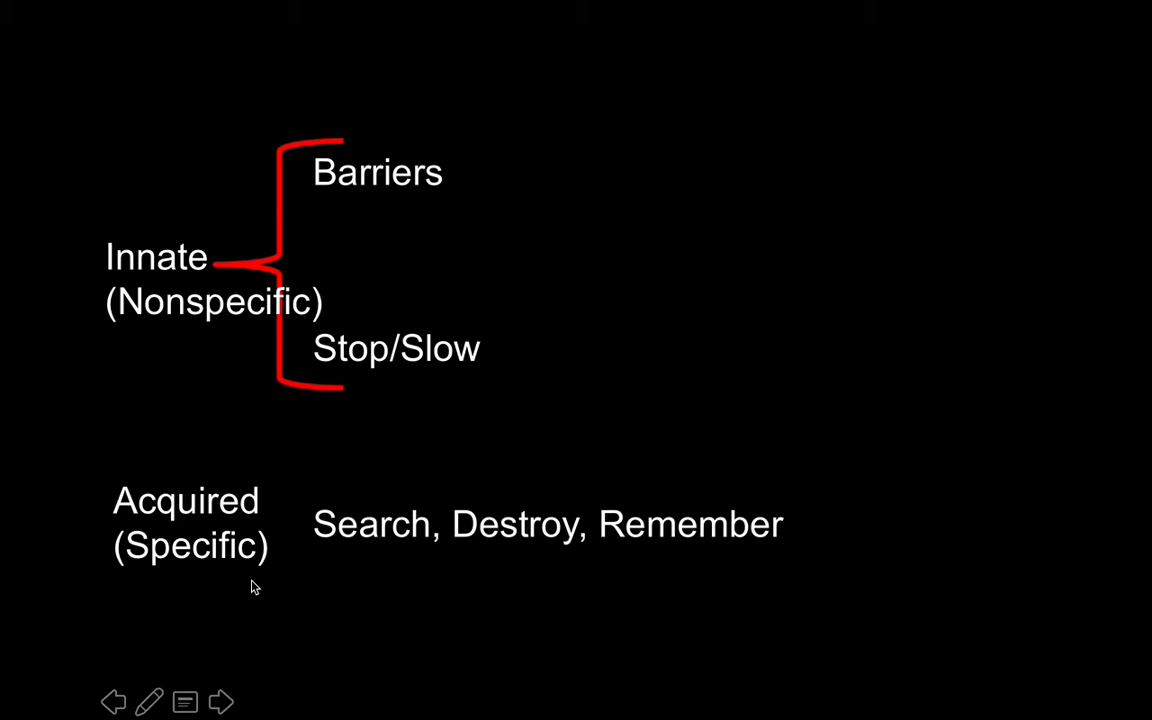 Barriers
Innate
(Nonspecific)
Stop/Slow
Acquired
(Specific)
Search, Destroy, Remember